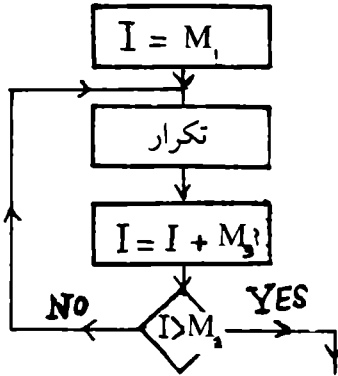 I = M₁
تكرار
I = I + M₃
NO
I>M₂
YES